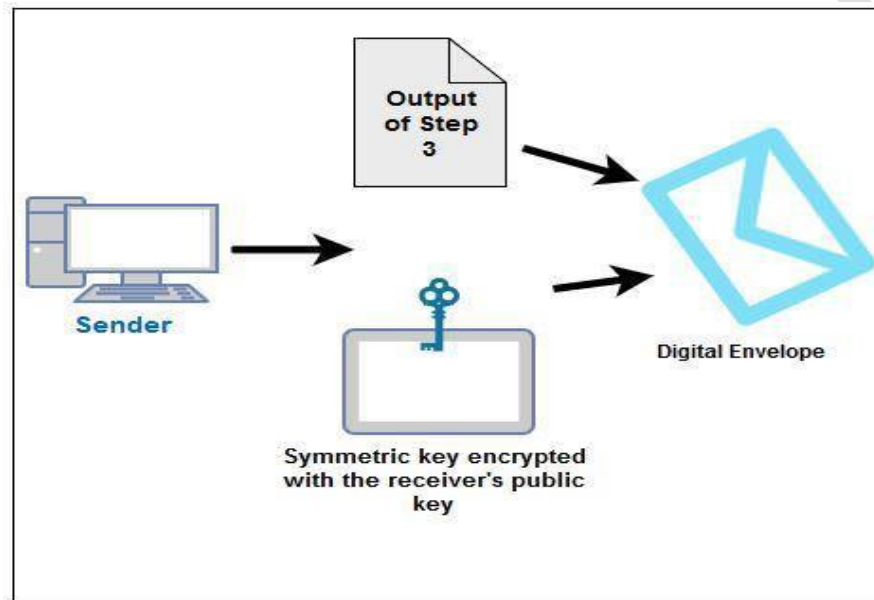 Output
of Step
3
Sender
Digital Envelope
Symmetric key encrypted
with the receiver's public
key